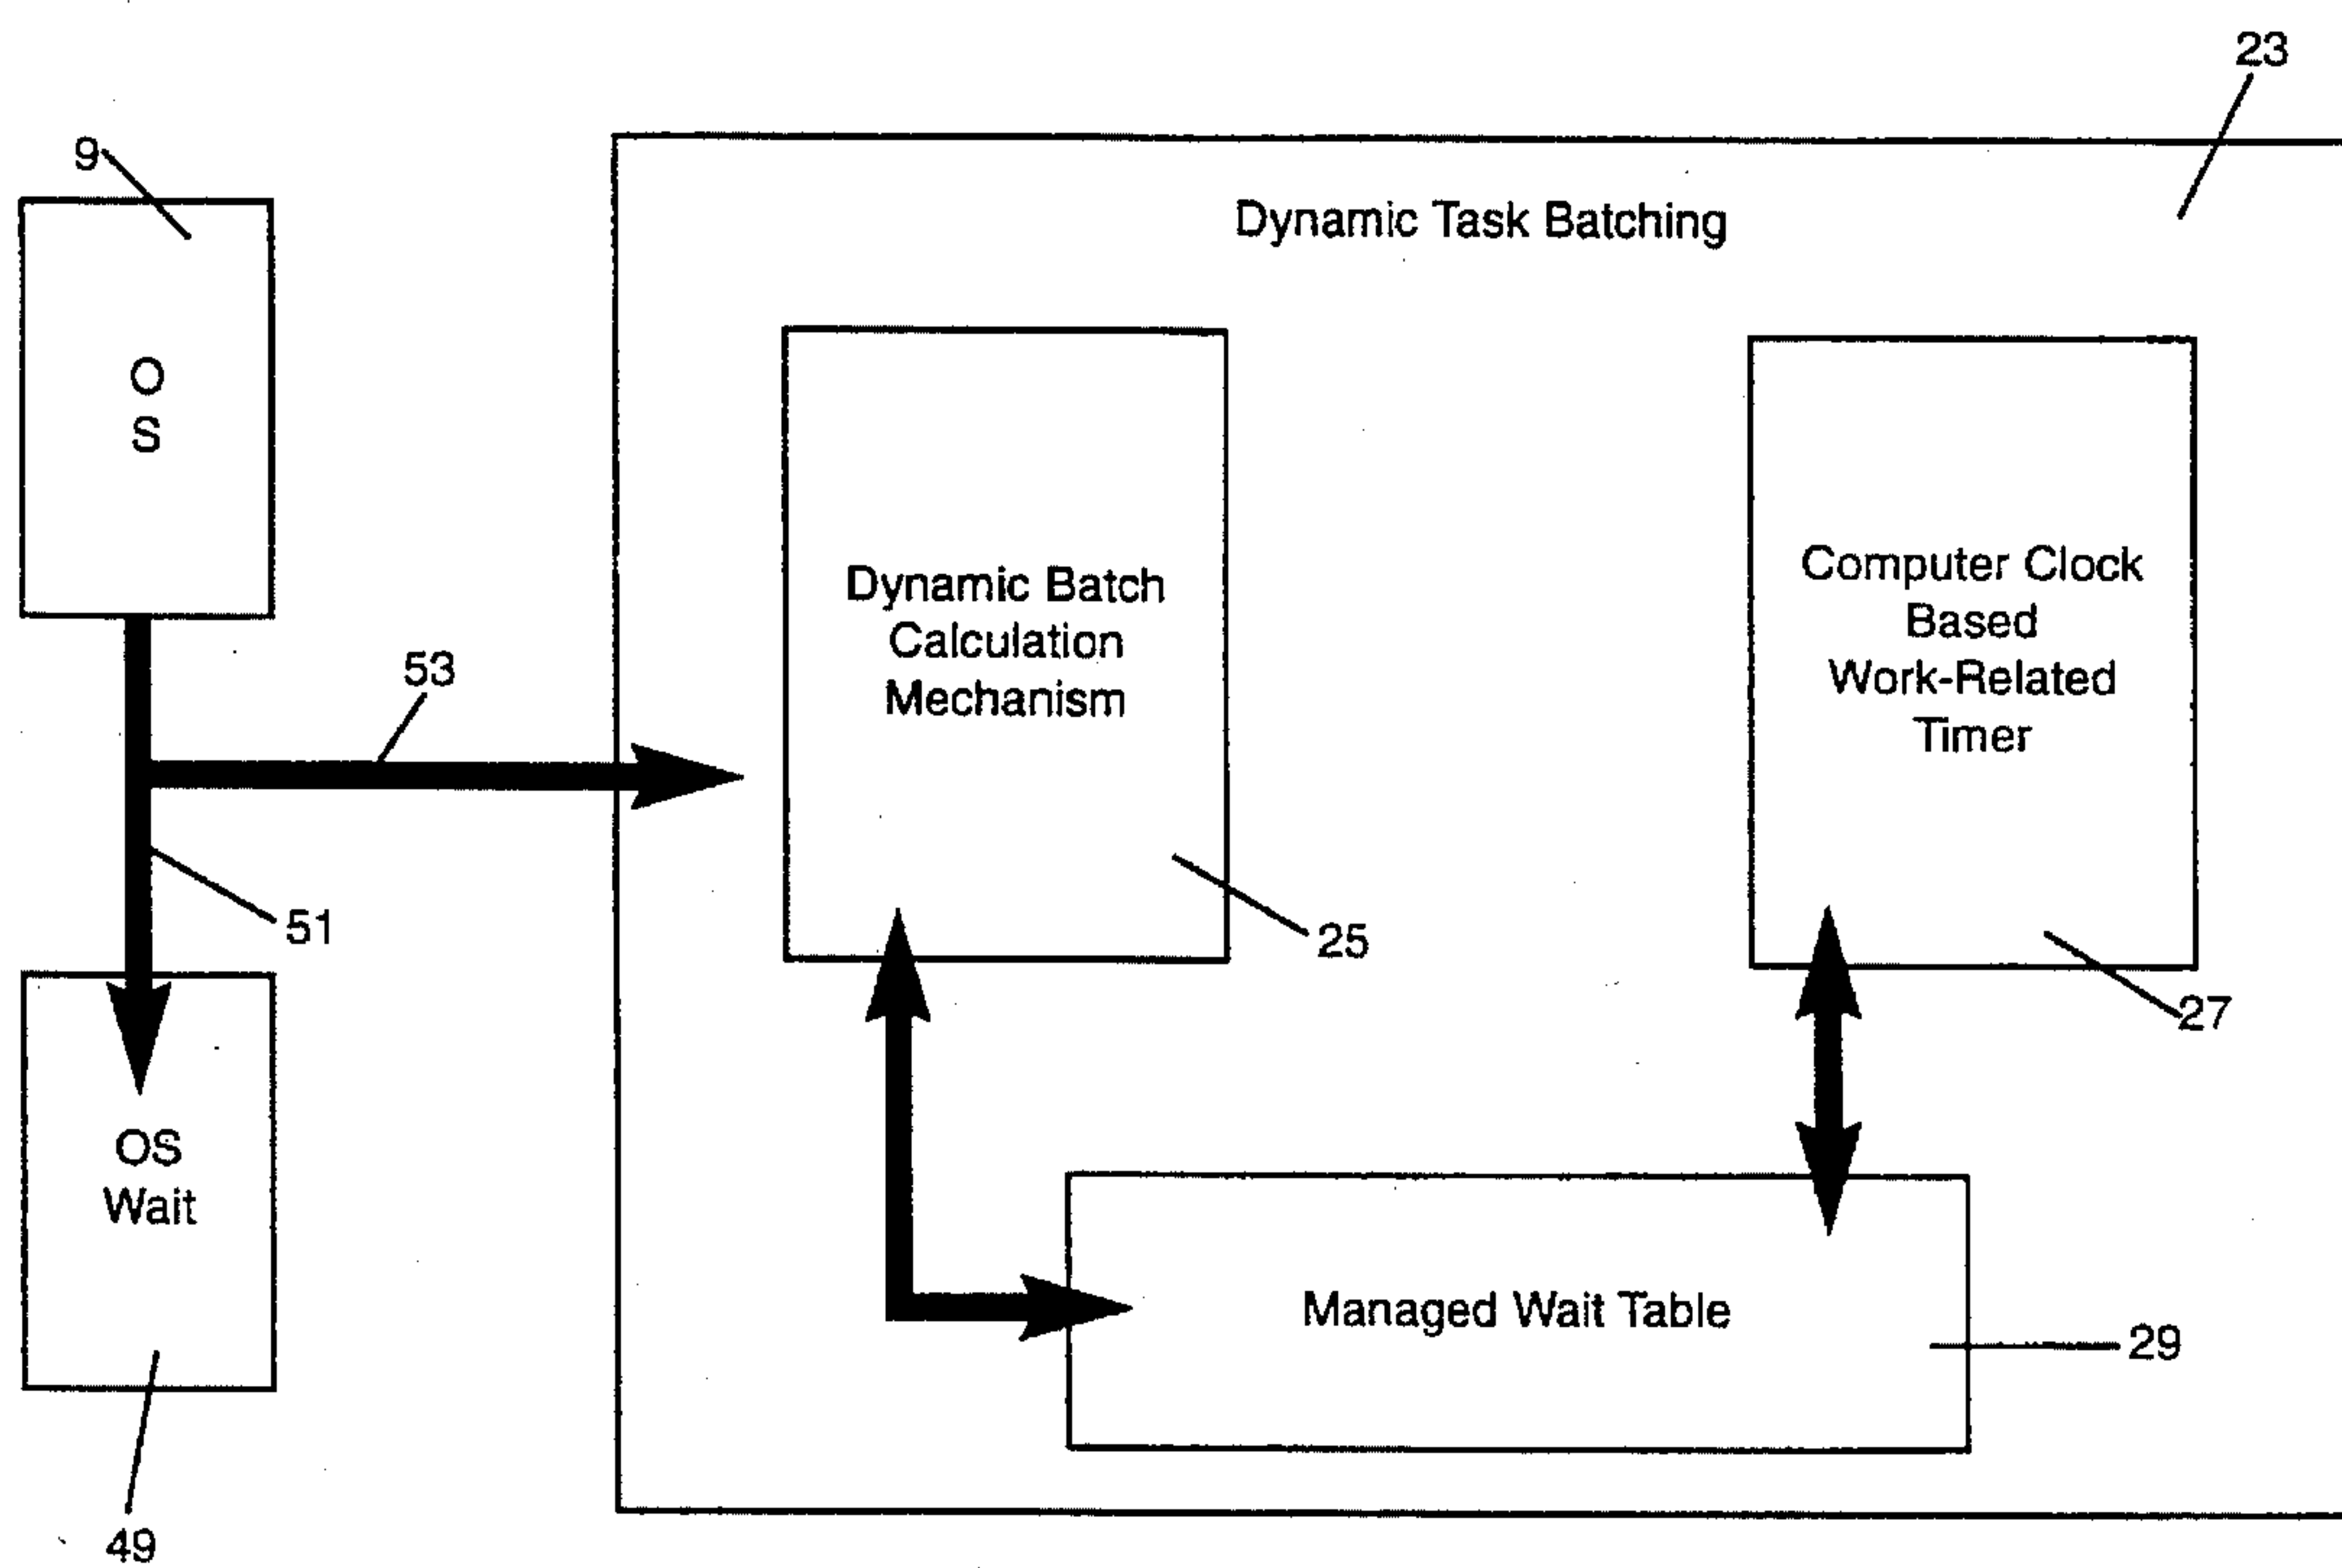 23
9
Dynamic Task Batching
O
S
Dynamic Batch
Calculation
Mechanism
Computer Clock
Based
Work-Related
Timer
53
51
25
27
OS
Wait
Managed Wait Table
29
49